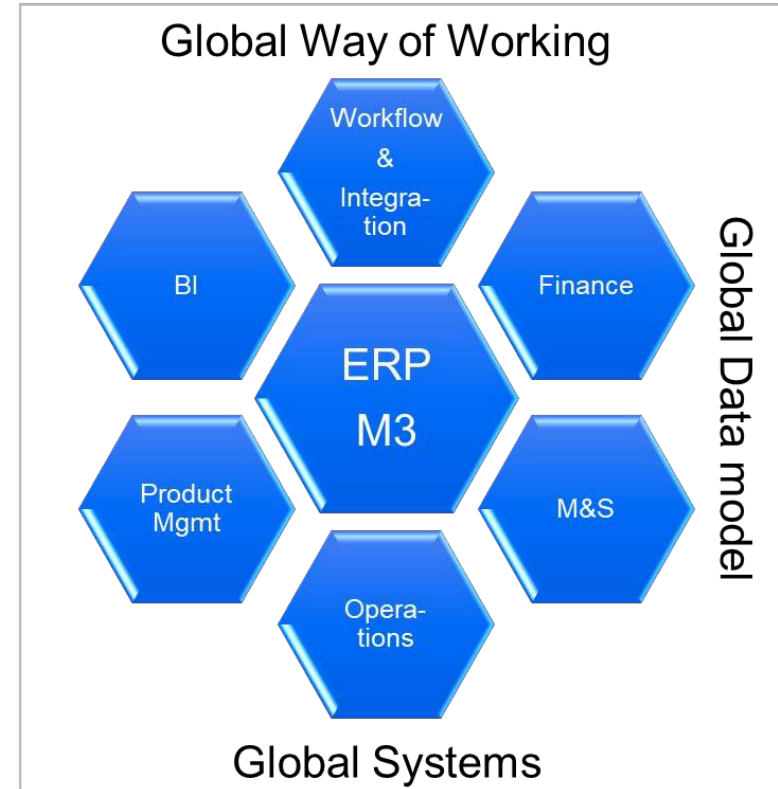 Global Way of Working
Workflow
&
Integra-
tion
BI
Finance
ERP
M3
Global Data model
Product
Mgmt
M&S
Opera-
tions
Global Systems